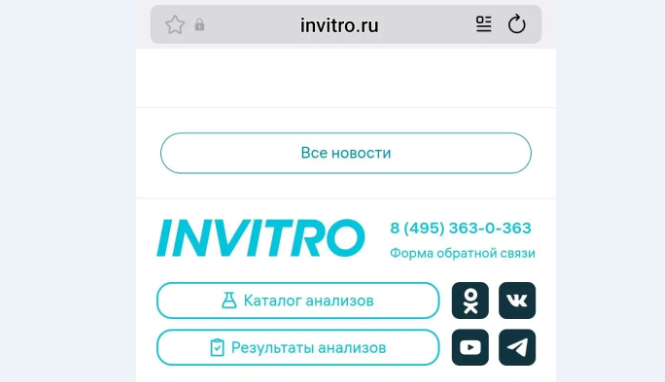 invitro.ru
Все новости
INVITRO
8 (495) 363-0-363
Форма обратной связи
Каталог анализов
Результаты анализов